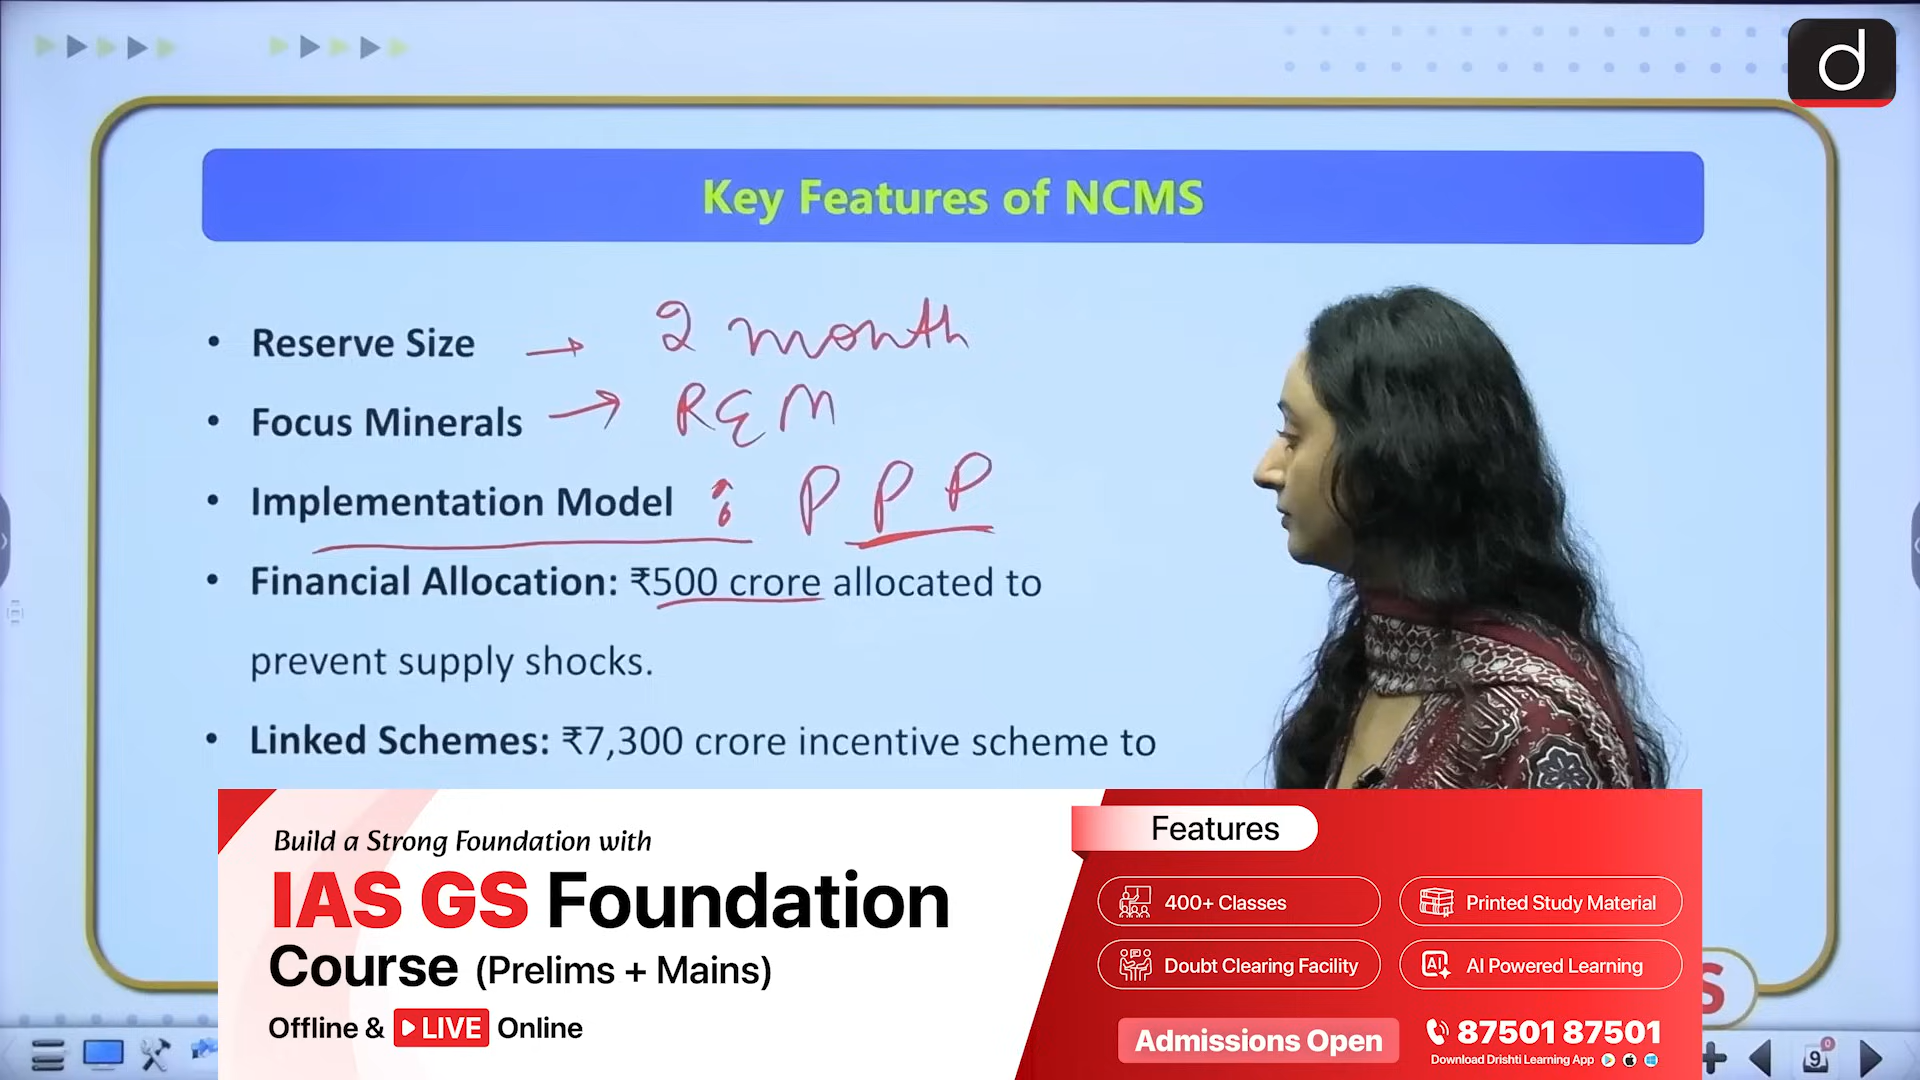 d
Key Features of NCMS
• Reserve Size → 2 month
• Focus Minerals → REM
• Implementation Model : P P P
• Financial Allocation: ₹500 crore allocated to
prevent supply shocks.
• Linked Schemes: ₹7,300 crore incentive scheme to
Build a Strong Foundation with
IAS GS Foundation
Course (Prelims + Mains)
Offline & LIVE Online
Features
400+ Classes
Printed Study Material
Doubt Clearing Facility
AI AI Powered Learning
Admissions Open
87501 87501
Download Drishti Learning App
S
9
0